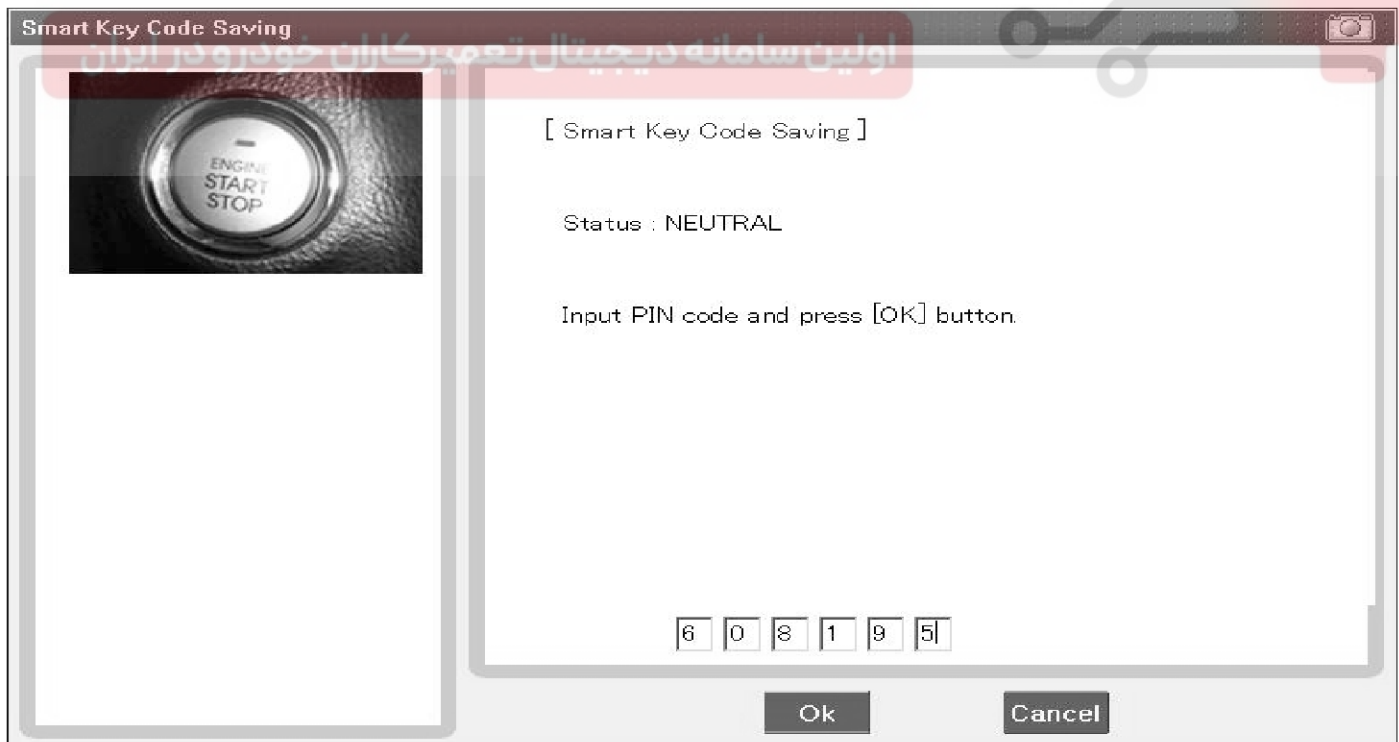 Smart Key Code Saving
اولین سامانه دیجیتال تعمیرکاران خودرو در ایران
ENGINE
START
STOP
[ Smart Key Code Saving ]
Status : NEUTRAL
Input PIN code and press [OK] button.
6 0 8 1 9 5
Ok Cancel